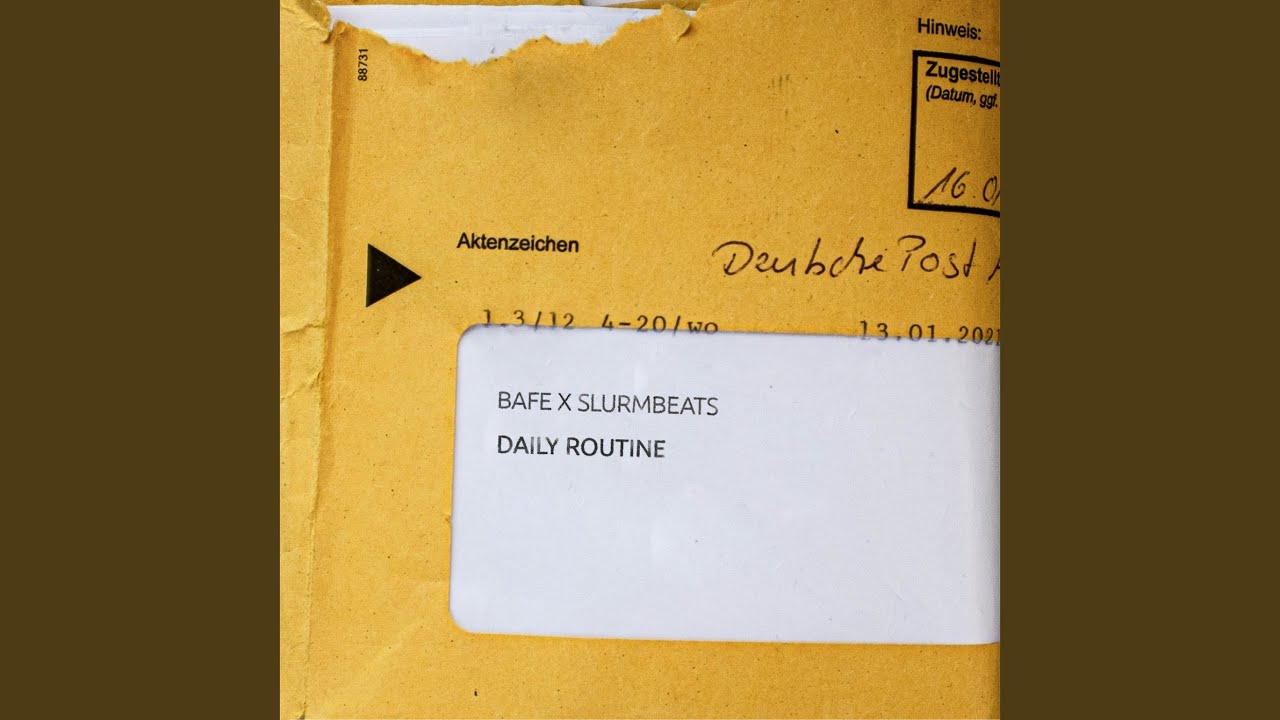 Hinweis:
88731
Zugestellt
(Datum, ggf.
16.0
Aktenzeichen
Deutsche Post
1.3/12 4-20/wo 13.01.2021
BAFE X SLURMBEATS
DAILY ROUTINE